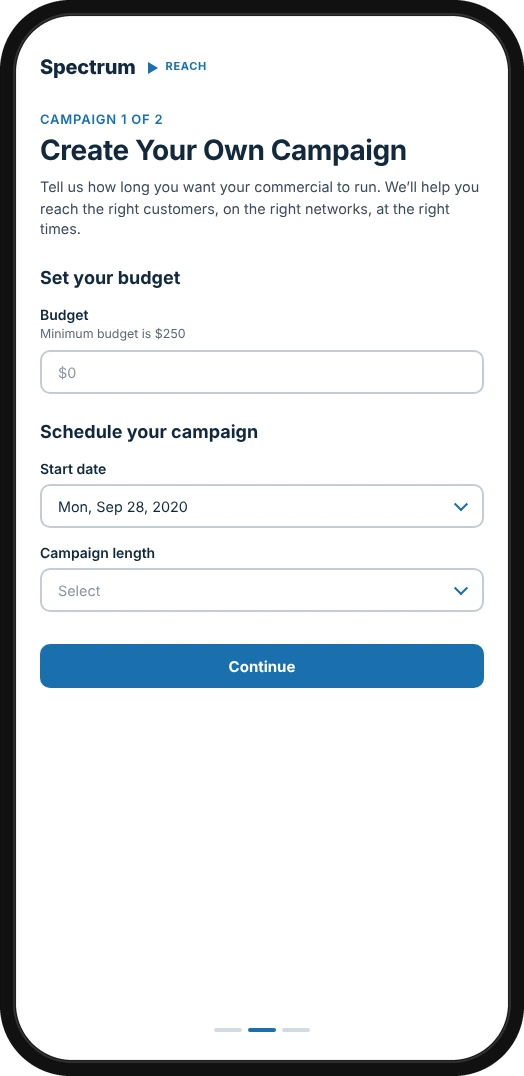 Spectrum REACH
CAMPAIGN 1 OF 2
Create Your Own Campaign
Tell us how long you want your commercial to run. We’ll help you
reach the right customers, on the right networks, at the right
times.
Set your budget
Budget
Minimum budget is $250
$0
Schedule your campaign
Start date
Mon, Sep 28, 2020
Campaign length
Select
Continue